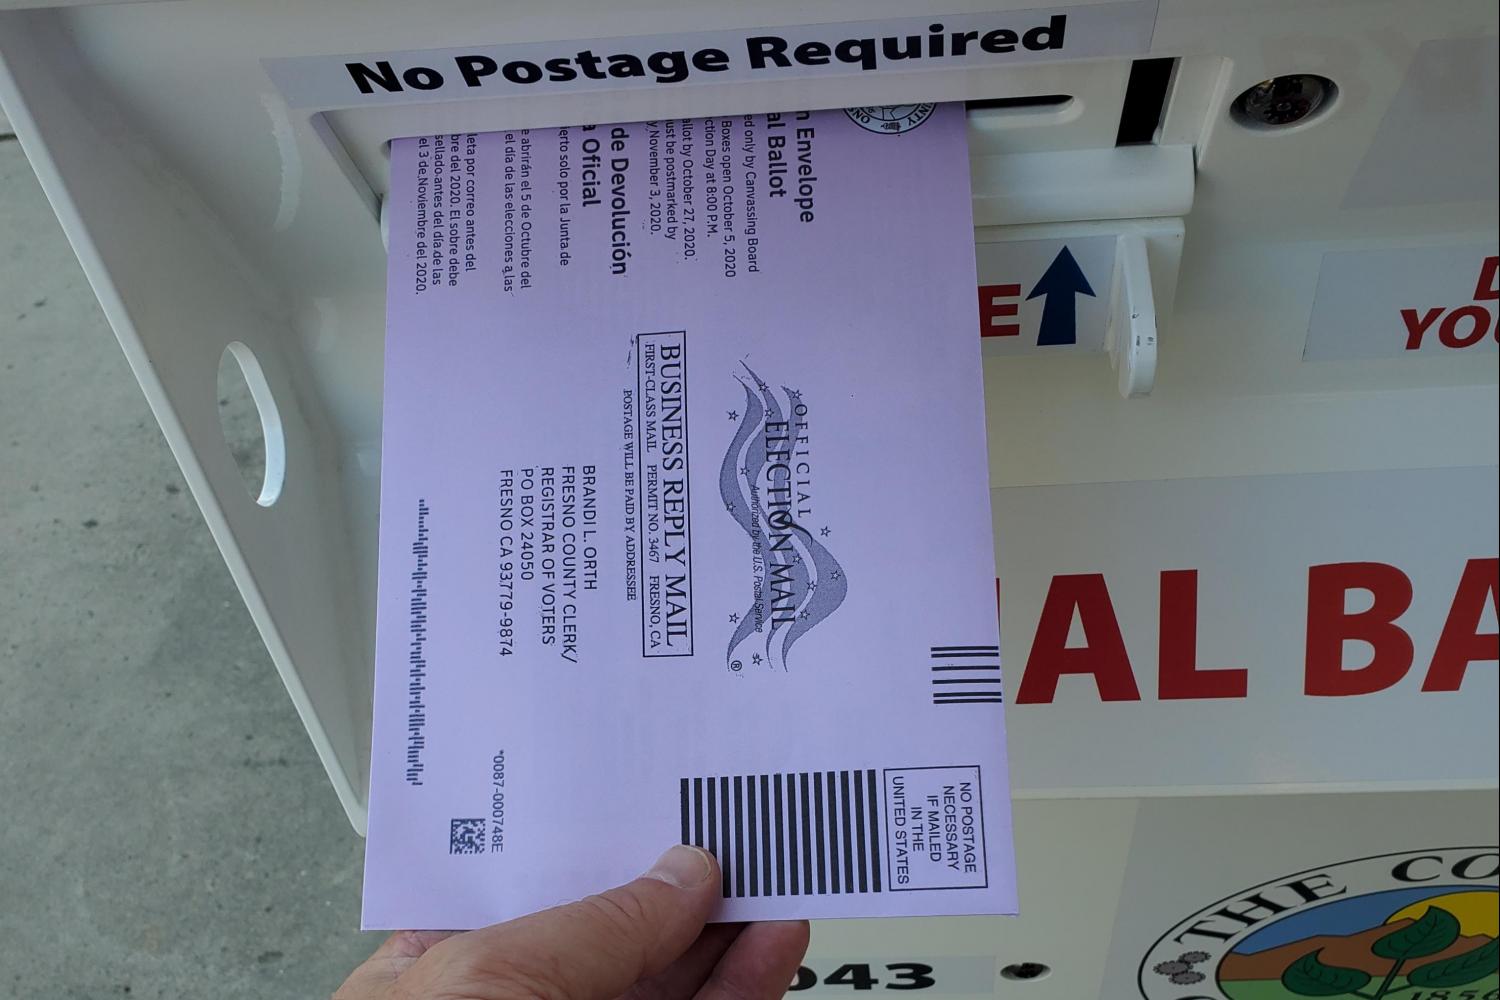 No Postage Required
n Envelope
al Ballot
ed only by Canvassing Board
Boxes open October 5, 2020
ction Day at 8:00 P.M.
allot by October 27, 2020.
ust be postmarked by
y November 3, 2020.
de Devolución
a Oficial
ierto solo por la Junta de
e abrirán el 5 de Octubre del
el día de las elecciones a las
leta por correo antes del
bre del 2020. El sobre debe
sellado antes del día de las
el 3 de Noviembre del 2020.
OFFICIAL
ELECTION MAIL
Authorized by the U.S. Postal Service
®
BUSINESS REPLY MAIL
FIRST-CLASS MAIL PERMIT NO. 3467 FRESNO, CA
POSTAGE WILL BE PAID BY ADDRESSEE
BRANDI L. ORTH
FRESNO COUNTY CLERK/
REGISTRAR OF VOTERS
PO BOX 24050
FRESNO CA 93779-9874
*0087-000748E
NO POSTAGE
NECESSARY
IF MAILED
IN THE
UNITED STATES
E
D
YO
AL BA
THE CO
1856
043